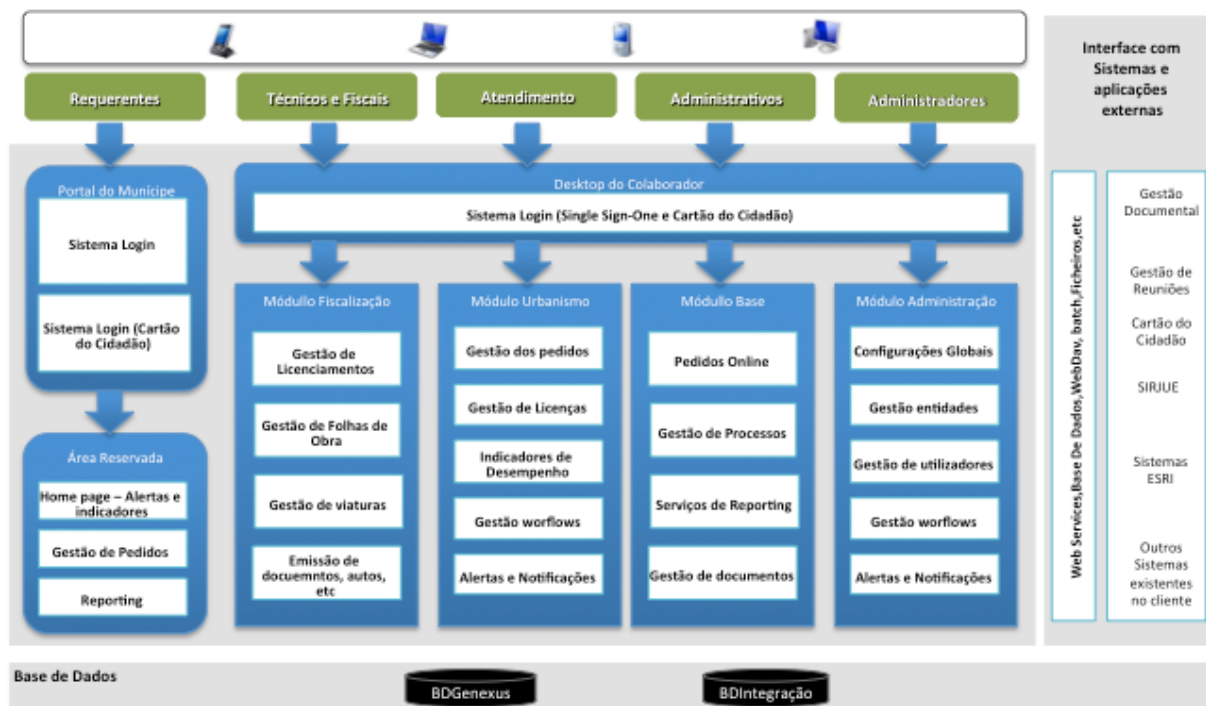 Requerentes
Técnicos e Fiscais
Atendimento
Administrativos
Administradores
Interface com
Sistemas e
aplicações
externas
Portal do Munícipe
Sistema Login
Sistema Login (Cartão
do Cidadão)
Desktop do Colaborador
Sistema Login (Single Sign-One e Cartão do Cidadão)
Área Reservada
Home page – Alertas e
indicadores
Gestão de Pedidos
Reporting
Módullo Fiscalização
Gestão de
Licenciamentos
Gestão de Folhas de
Obra
Gestão de viaturas
Emissão de
docuemntos, autos,
etc
Módulo Urbanismo
Gestão dos pedidos
Gestão de Licenças
Indicadores de
Desempenho
Gestão worflows
Alertas e Notificações
Módullo Base
Pedidos Online
Gestão de Processos
Serviços de Reporting
Gestão de documentos
Módulo Administração
Configurações Globais
Gestão entidades
Gestão de utilizadores
Gestão worflows
Alertas e Notificações
Web Services,Base De Dados,WebDav, batch,Ficheiros,etc
Gestão
Documental
Gestão de
Reuniões
Cartão do
Cidadão
SIRJUE
Sistemas
ESRI
Outros
Sistemas
existentes
no cliente
Base de Dados
BDGenexus
BDIntegração